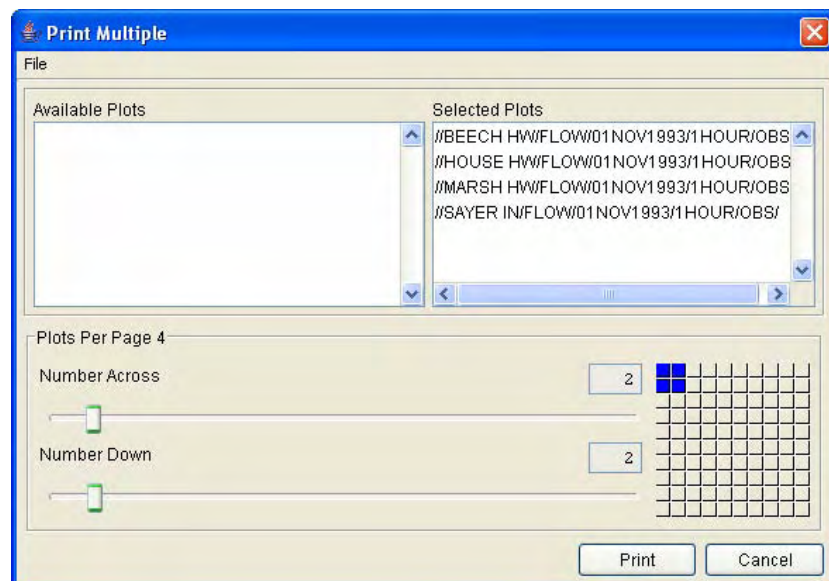 Print Multiple
File
Available Plots
Selected Plots
//BEECH HW/FLOW/01NOV1993/1HOUR/OBS
//HOUSE HW/FLOW/01NOV1993/1HOUR/OBS
//MARSH HW/FLOW/01NOV1993/1HOUR/OBS
//SAYER IN/FLOW/01NOV1993/1HOUR/OBS/
Plots Per Page 4
Number Across
2
Number Down
2
Print
Cancel